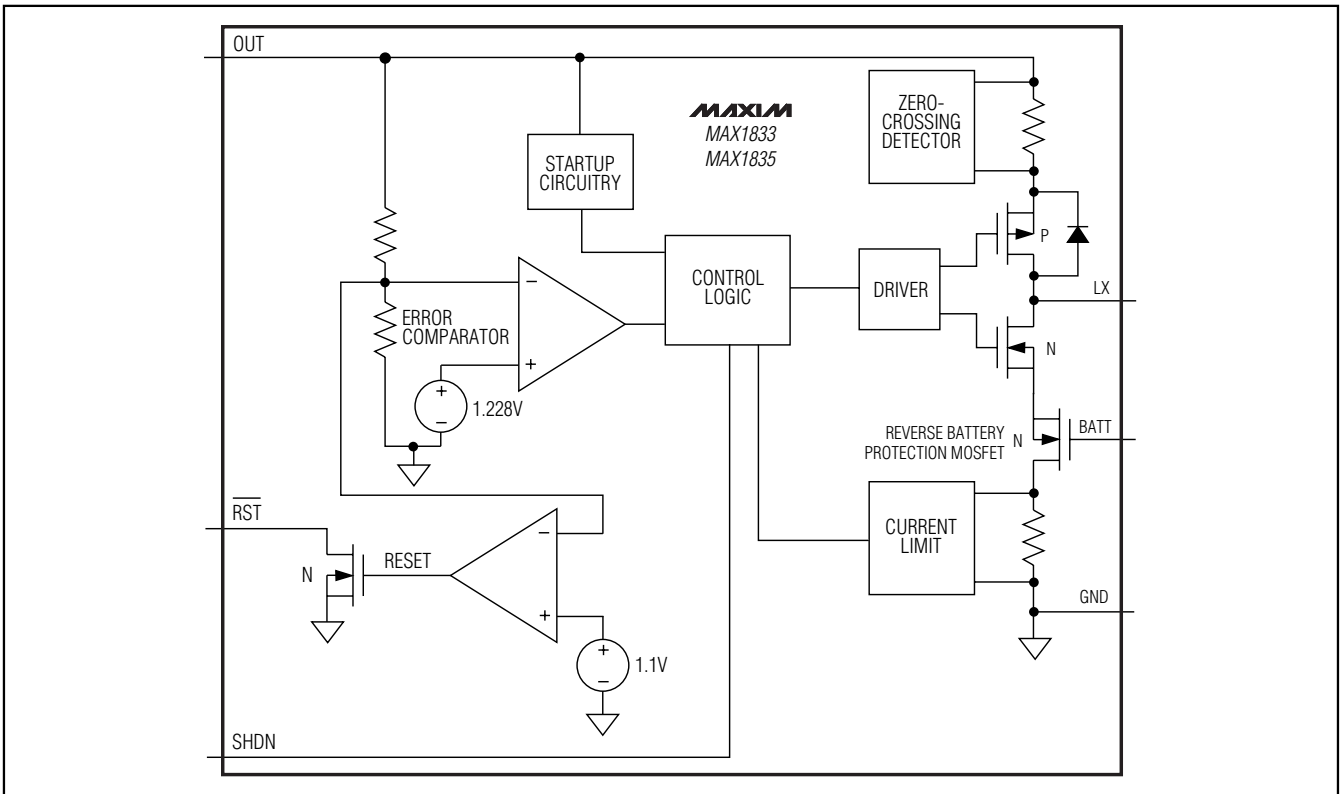 OUT
MAXIM
MAX1833
MAX1835
ZERO-
CROSSING
DETECTOR
STARTUP
CIRCUITRY
P
CONTROL
LOGIC
DRIVER
LX
−
ERROR
COMPARATOR
+
N
+
−
1.228V
REVERSE BATTERY
PROTECTION MOSFET
N
BATT
RST
CURRENT
LIMIT
N
RESET
−
+
GND
+
−
1.1V
SHDN